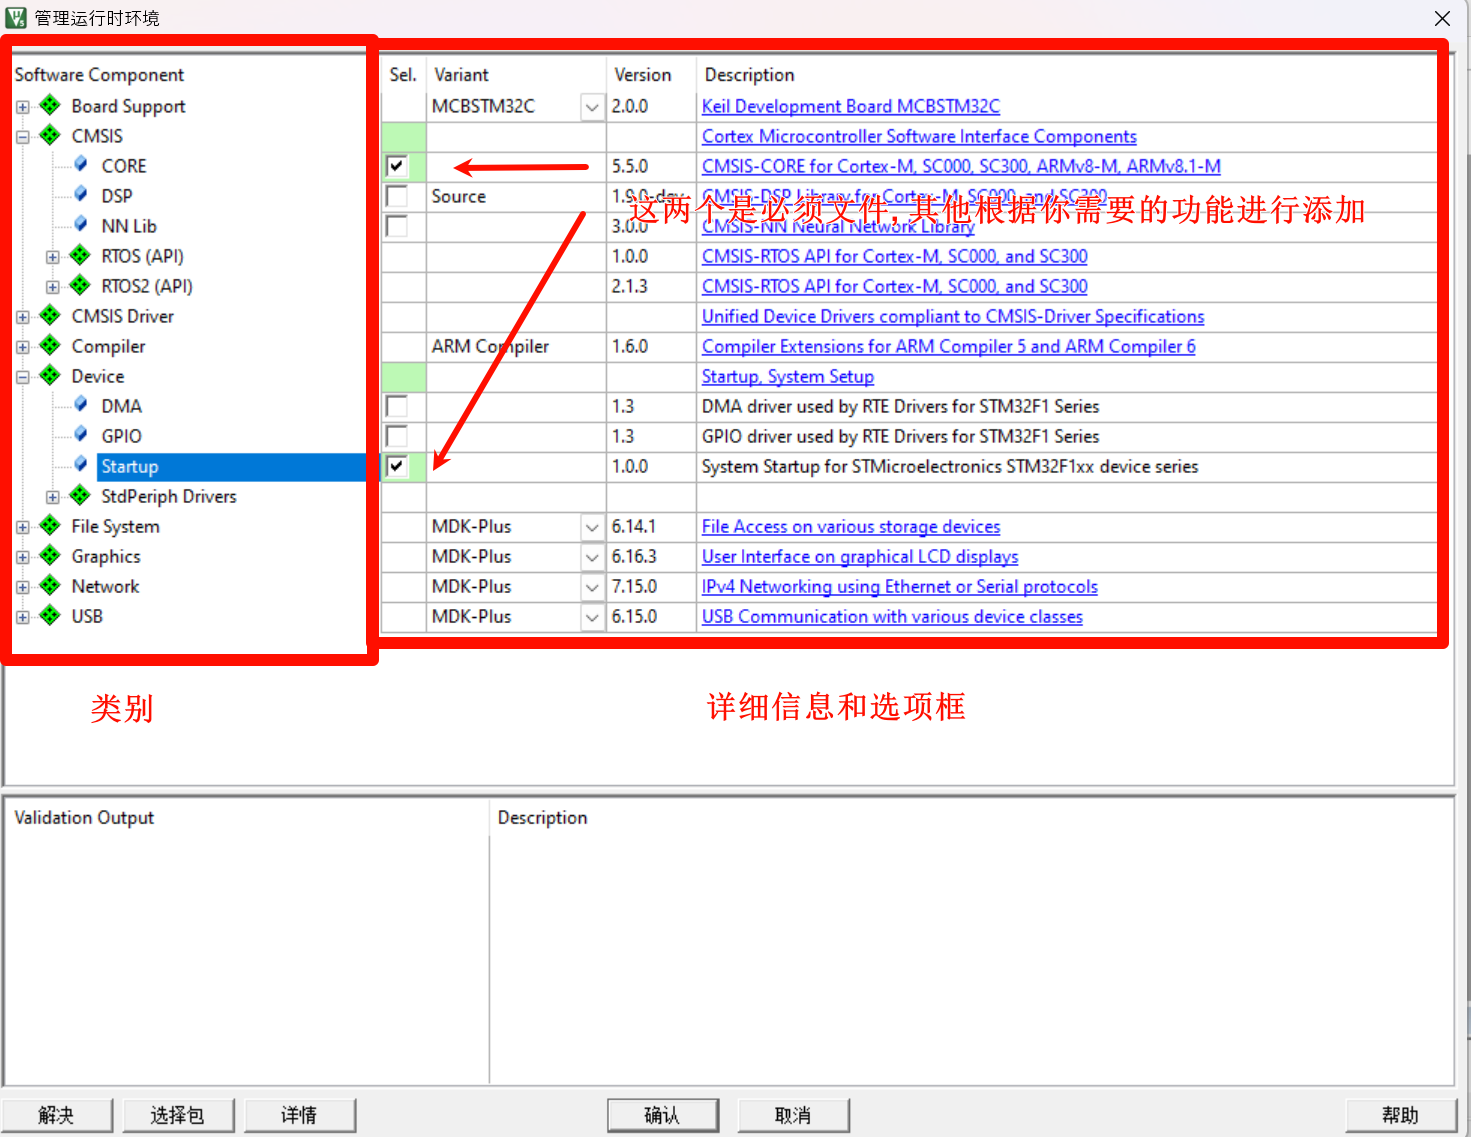 管理运行时环境
Software Component Sel. Variant Version Description
Board Support MCBSTM32C 2.0.0 Keil Development Board MCBSTM32C
CMSIS Cortex Microcontroller Software Interface Components
CORE 5.5.0 CMSIS-CORE for Cortex-M, SC000, SC300, ARMv8-M, ARMv8.1-M
DSP Source 1.9.0-dev CMSIS-DSP Library for Cortex-M, SC000, and SC300
这两个是必须文件,其他根据你需要的功能进行添加
NN Lib 3.0.0 CMSIS-NN Neural Network Library
RTOS (API) 1.0.0 CMSIS-RTOS API for Cortex-M, SC000, and SC300
RTOS2 (API) 2.1.3 CMSIS-RTOS API for Cortex-M, SC000, and SC300
CMSIS Driver Unified Device Drivers compliant to CMSIS-Driver Specifications
Compiler ARM Compiler 1.6.0 Compiler Extensions for ARM Compiler 5 and ARM Compiler 6
Device Startup, System Setup
DMA 1.3 DMA driver used by RTE Drivers for STM32F1 Series
GPIO 1.3 GPIO driver used by RTE Drivers for STM32F1 Series
Startup 1.0.0 System Startup for STMicroelectronics STM32F1xx device series
StdPeriph Drivers
File System MDK-Plus 6.14.1 File Access on various storage devices
Graphics MDK-Plus 6.16.3 User Interface on graphical LCD displays
Network MDK-Plus 7.15.0 IPv4 Networking using Ethernet or Serial protocols
USB MDK-Plus 6.15.0 USB Communication with various device classes
类别 详细信息和选项框
Validation Output Description
解决 选择包 详情 确认 取消 帮助